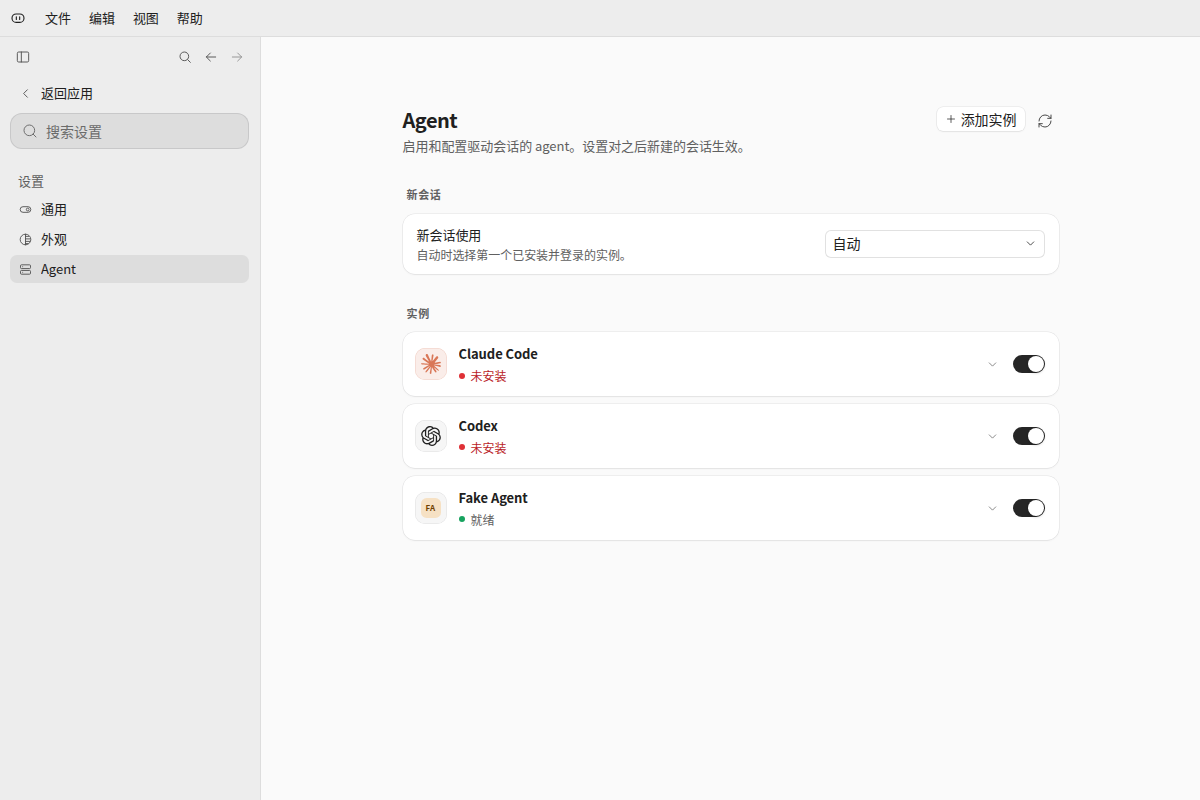 文件 编辑 视图 帮助
返回应用
搜索设置
设置
通用
外观
Agent
Agent
添加实例
启用和配置驱动会话的 agent。设置对之后新建的会话生效。
新会话
新会话使用
自动时选择第一个已安装并登录的实例。
自动
实例
Claude Code
未安装
Codex
未安装
FA
Fake Agent
就绪